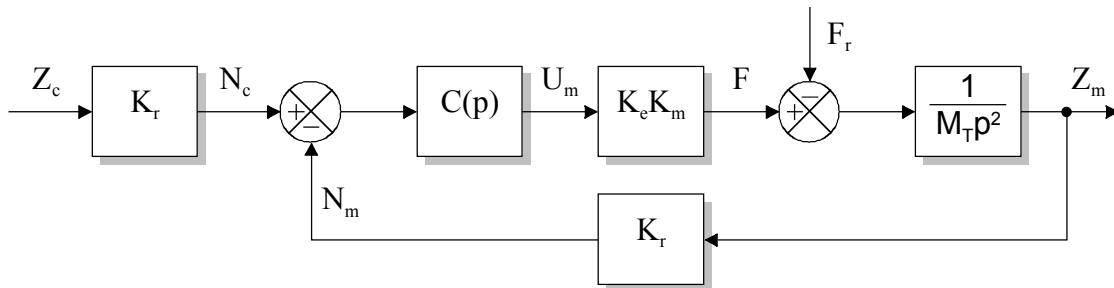 F_r
Z_c
K_r
N_c
+
−
C(p)
U_m
K_eK_m
F
+
−
1
M_Tp²
Z_m
N_m
K_r